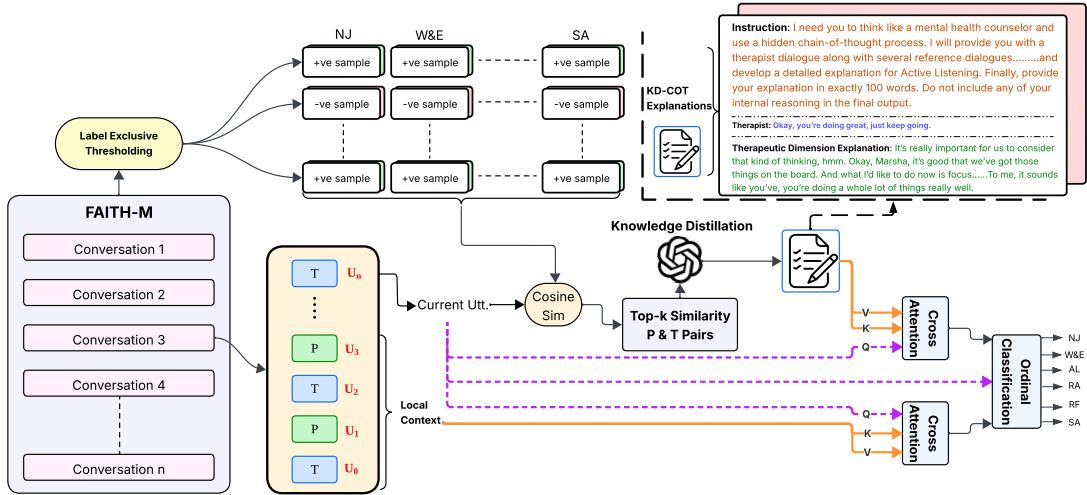 NJ
W&E
SA
+ve sample
+ve sample
+ve sample
-ve sample
-ve sample
-ve sample
+ve sample
+ve sample
+ve sample
Label Exclusive
Thresholding
FAITH-M
Conversation 1
Conversation 2
Conversation 3
Conversation 4
Conversation n
T
Un
P
U3
T
U2
P
U1
T
U0
Local
Context
Current Utt.
Cosine
Sim
Top-k Similarity
P & T Pairs
Knowledge Distillation
KD-COT
Explanations
Instruction: I need you to think like a mental health counselor and
use a hidden chain-of-thought process. I will provide you with a
therapist dialogue along with several reference dialogues.........and
develop a detailed explanation for Active Listening. Finally, provide
your explanation in exactly 100 words. Do not include any of your
internal reasoning in the final output.
Therapist: Okay, you're doing great, just keep going.
Therapeutic Dimension Explanation: It's really important for us to consider
that kind of thinking, hmm. Okay, Marsha, it's good that we've got those
things on the board. And what I'd like to do now is focus......To me, it sounds
like you've, you're doing a whole lot of things really well.
V
K
Q
Cross
Attention
Q
K
V
Cross
Attention
Ordinal
Classification
NJ
W&E
AL
RA
RF
SA